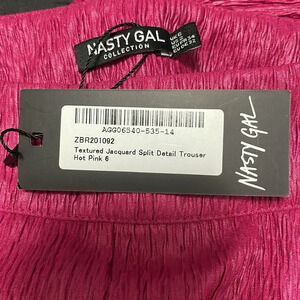 NASTY GAL
COLLECTION
AGG06540-535-14
ZBR201092
Textured Jacquard Split Detail Trouser
Hot Pink 6
NASTY GAL